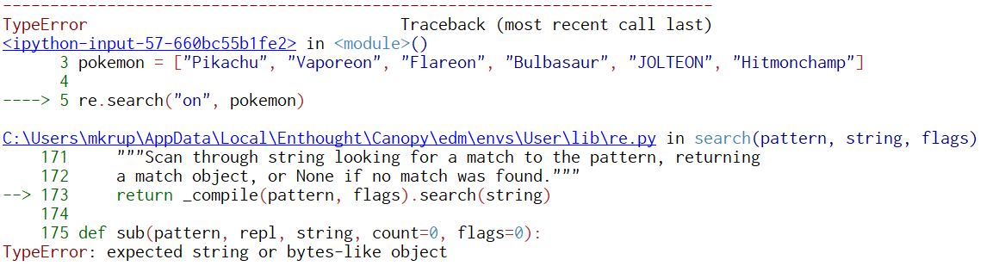 ---------------------------------------------------------------------------
TypeError                                 Traceback (most recent call last)
<ipython-input-57-660bc55b1fe2> in <module>()
      3 pokemon = ["Pikachu", "Vaporeon", "Flareon", "Bulbasaur", "JOLTEON", "Hitmonchamp"]
      4
----> 5 re.search("on", pokemon)
C:\Users\mkrup\AppData\Local\Enthought\Canopy\edm\envs\User\lib\re.py in search(pattern, string, flags)
    171     """Scan through string looking for a match to the pattern, returning
    172     a match object, or None if no match was found."""
--> 173     return _compile(pattern, flags).search(string)
    174
    175 def sub(pattern, repl, string, count=0, flags=0):
TypeError: expected string or bytes-like object